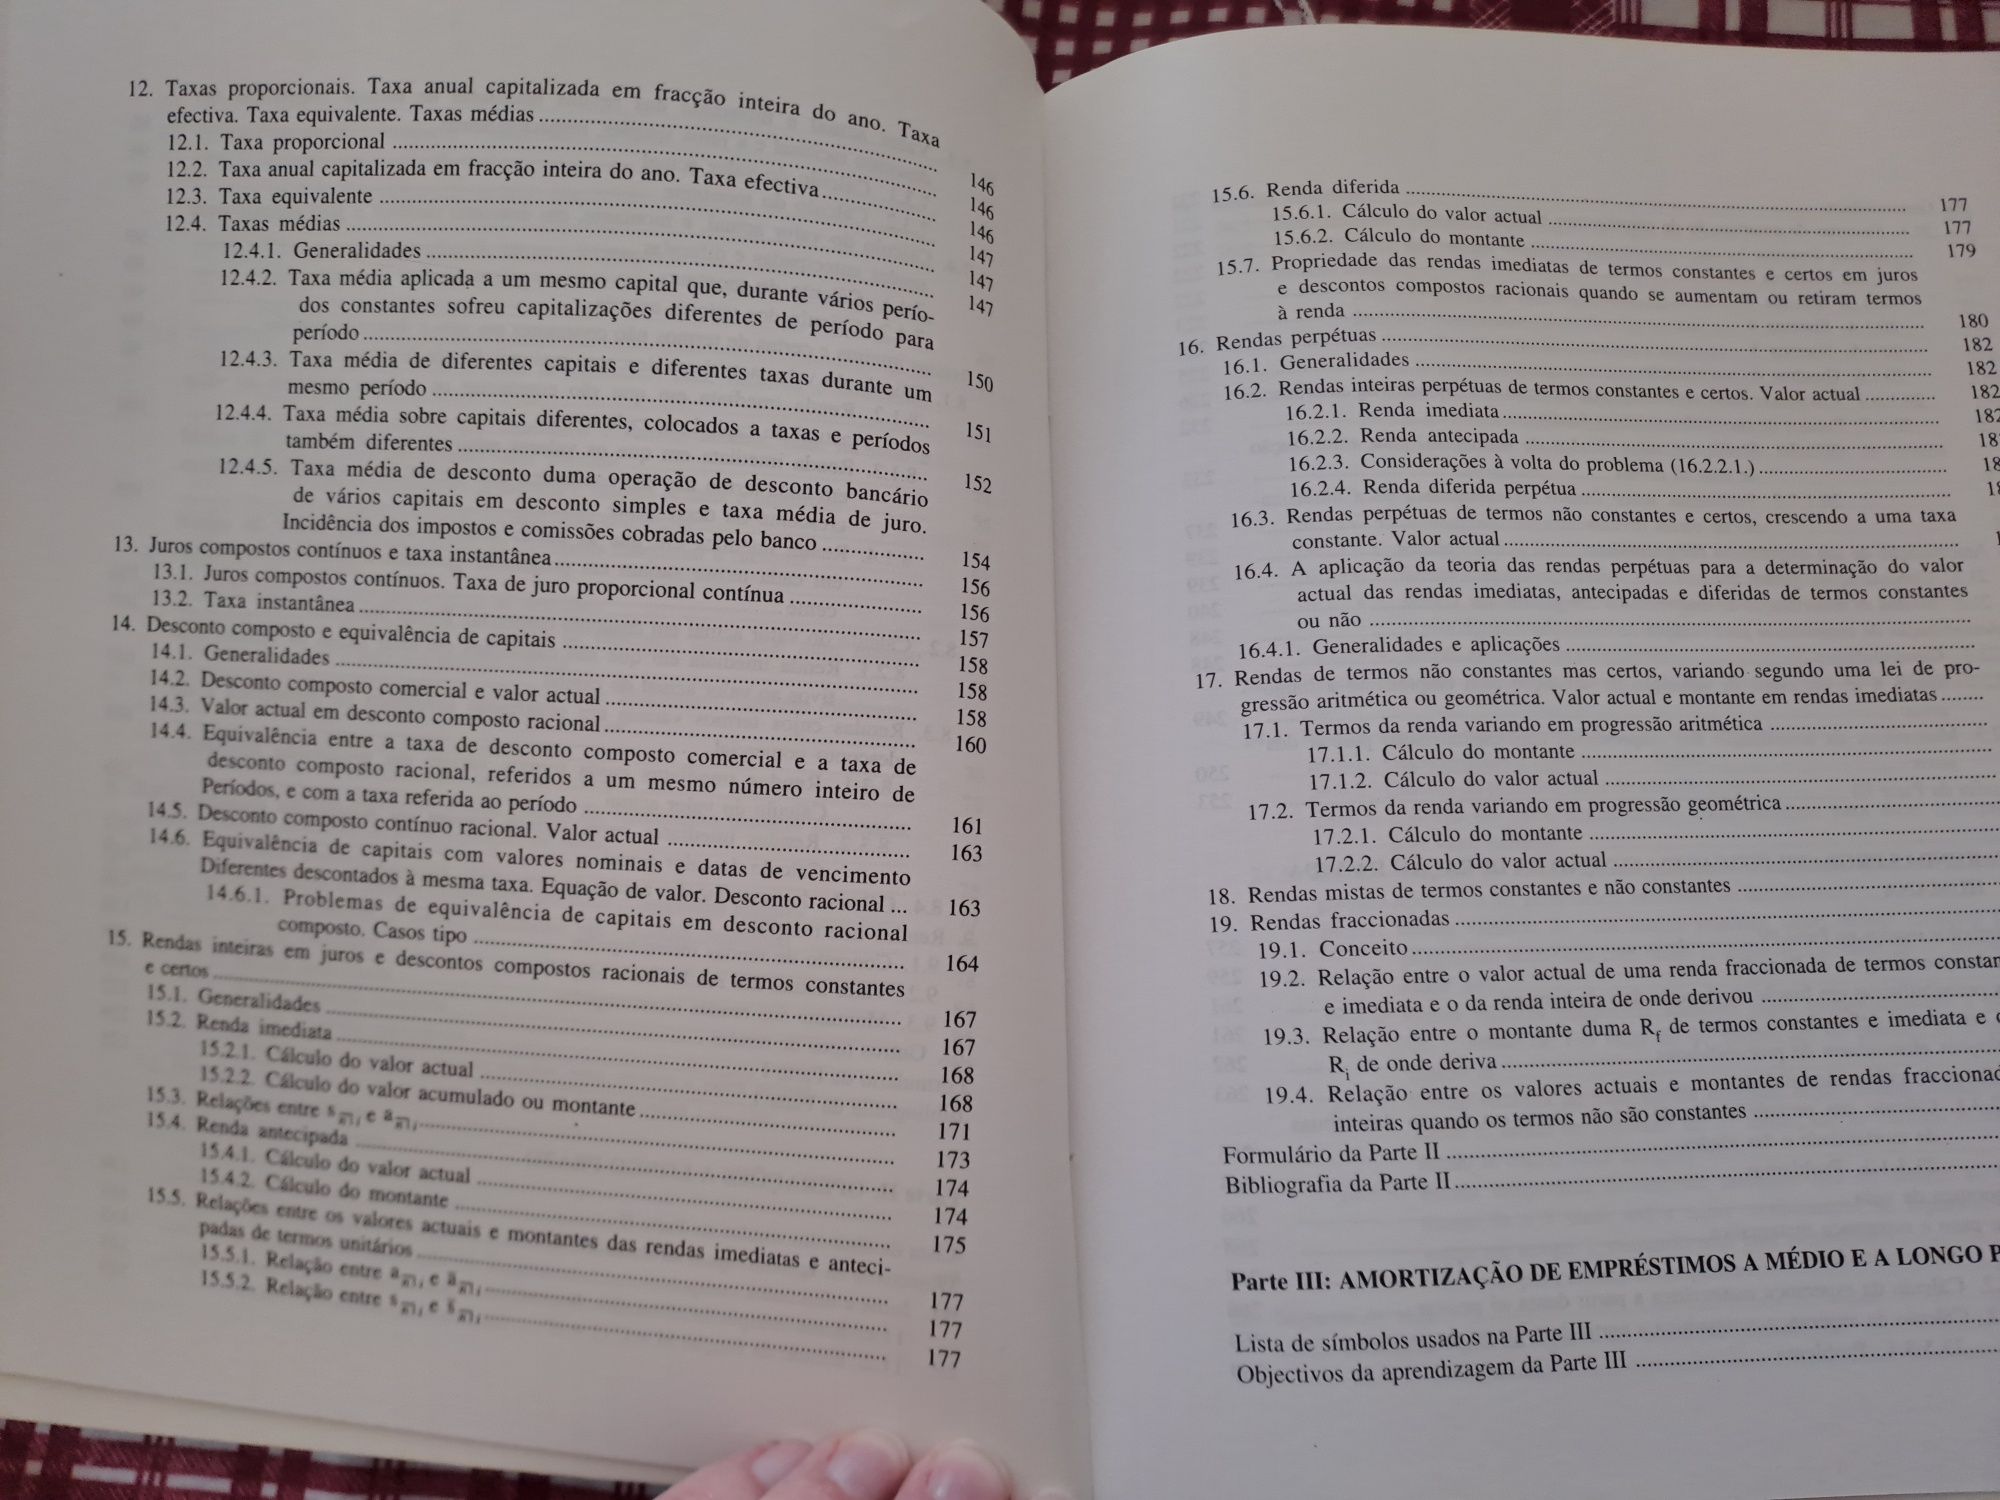 12. Taxas proporcionais. Taxa anual capitalizada em fracção inteira do ano. Taxa
efectiva. Taxa equivalente. Taxas médias ........ 146
12.1. Taxa proporcional ........ 146
12.2. Taxa anual capitalizada em fracção inteira do ano. Taxa efectiva ........ 146
12.3. Taxa equivalente ........ 147
12.4. Taxas médias ........ 147
12.4.1. Generalidades ........ 147
12.4.2. Taxa média aplicada a um mesmo capital que, durante vários perío-
dos constantes sofreu capitalizações diferentes de período para
período ........ 150
12.4.3. Taxa média de diferentes capitais e diferentes taxas durante um
mesmo período ........ 151
12.4.4. Taxa média sobre capitais diferentes, colocados a taxas e períodos
também diferentes ........ 152
12.4.5. Taxa média de desconto duma operação de desconto bancário
de vários capitais em desconto simples e taxa média de juro.
Incidência dos impostos e comissões cobradas pelo banco ........ 154
13. Juros compostos contínuos e taxa instantânea ........ 156
13.1. Juros compostos contínuos. Taxa de juro proporcional contínua ........ 156
13.2. Taxa instantânea ........ 157
14. Desconto composto e equivalência de capitais ........ 158
14.1. Generalidades ........ 158
14.2. Desconto composto comercial e valor actual ........ 158
14.3. Valor actual em desconto composto racional ........ 160
14.4. Equivalência entre a taxa de desconto composto comercial e a taxa de
desconto composto racional, referidos a um mesmo número inteiro de
Períodos, e com a taxa referida ao período ........ 161
14.5. Desconto composto contínuo racional. Valor actual ........ 163
14.6. Equivalência de capitais com valores nominais e datas de vencimento
Diferentes descontados à mesma taxa. Equação de valor. Desconto racional ... 163
14.6.1. Problemas de equivalência de capitais em desconto racional
composto. Casos tipo ........ 164
15. Rendas inteiras em juros e descontos compostos racionais de termos constantes
e certos ........ 167
15.1. Generalidades ........ 167
15.2. Renda imediata ........ 168
15.2.1. Cálculo do valor actual ........ 168
15.2.2. Cálculo do valor acumulado ou montante ........ 171
15.3. Relações entre s n̅| i e a n̅| i ........ 173
15.4. Renda antecipada ........ 174
15.4.1. Cálculo do valor actual ........ 174
15.4.2. Cálculo do montante ........ 175
15.5. Relações entre os valores actuais e montantes das rendas imediatas e anteci-
padas de termos unitários ........ 177
15.5.1. Relação entre a n̅| i e ä n̅| i ........ 177
15.5.2. Relação entre s n̅| i e s̈ n̅| i ........ 177
15.6. Renda diferida ........ 177
15.6.1. Cálculo do valor actual ........ 177
15.6.2. Cálculo do montante ........ 179
15.7. Propriedade das rendas imediatas de termos constantes e certos em juros
e descontos compostos racionais quando se aumentam ou retiram termos
à renda ........ 180
16. Rendas perpétuas ........ 182
16.1. Generalidades ........ 182
16.2. Rendas inteiras perpétuas de termos constantes e certos. Valor actual ........ 182
16.2.1. Renda imediata ........ 182
16.2.2. Renda antecipada ........ 18
16.2.3. Considerações à volta do problema (16.2.2.1.) ........ 18
16.2.4. Renda diferida perpétua ........ 18
16.3. Rendas perpétuas de termos não constantes e certos, crescendo a uma taxa
constante. Valor actual ........ 1
16.4. A aplicação da teoria das rendas perpétuas para a determinação do valor
actual das rendas imediatas, antecipadas e diferidas de termos constantes
ou não ........
16.4.1. Generalidades e aplicações ........
17. Rendas de termos não constantes mas certos, variando segundo uma lei de pro-
gressão aritmética ou geométrica. Valor actual e montante em rendas imediatas ........
17.1. Termos da renda variando em progressão aritmética ........
17.1.1. Cálculo do montante ........
17.1.2. Cálculo do valor actual ........
17.2. Termos da renda variando em progressão geométrica ........
17.2.1. Cálculo do montante ........
17.2.2. Cálculo do valor actual ........
18. Rendas mistas de termos constantes e não constantes ........
19. Rendas fraccionadas ........
19.1. Conceito ........
19.2. Relação entre o valor actual de uma renda fraccionada de termos constan
e imediata e o da renda inteira de onde derivou ........
19.3. Relação entre o montante duma Rf de termos constantes e imediata e
Ri de onde deriva ........
19.4. Relação entre os valores actuais e montantes de rendas fraccionad
inteiras quando os termos não são constantes ........
Formulário da Parte II ........
Bibliografia da Parte II ........
Parte III: AMORTIZAÇÃO DE EMPRÉSTIMOS A MÉDIO E A LONGO P
Lista de símbolos usados na Parte III ........
Objectivos da aprendizagem da Parte III ........